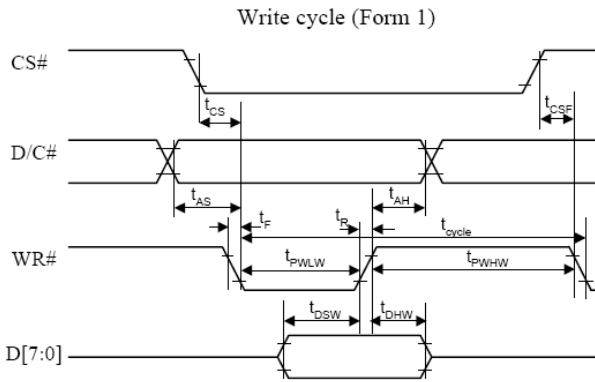 Write cycle (Form 1)
CS#
tCS
tCSF
D/C#
tAS
tF
tR
tAH
tcycle
WR#
tPWLW
tPWHW
tDSW
tDHW
D[7:0]